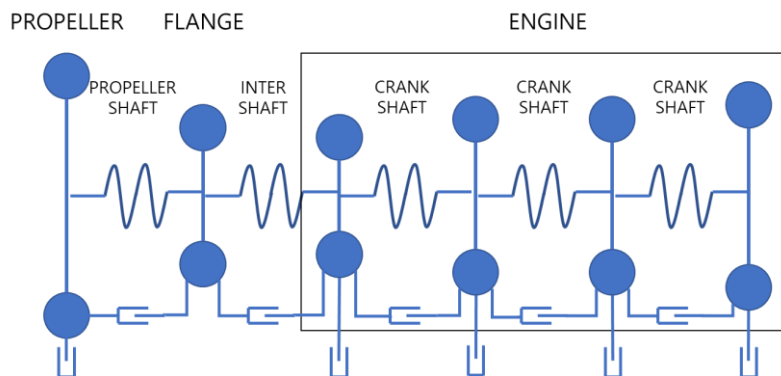 PROPELLER FLANGE ENGINE
PROPELLER
SHAFT
INTER
SHAFT
CRANK
SHAFT
CRANK
SHAFT
CRANK
SHAFT